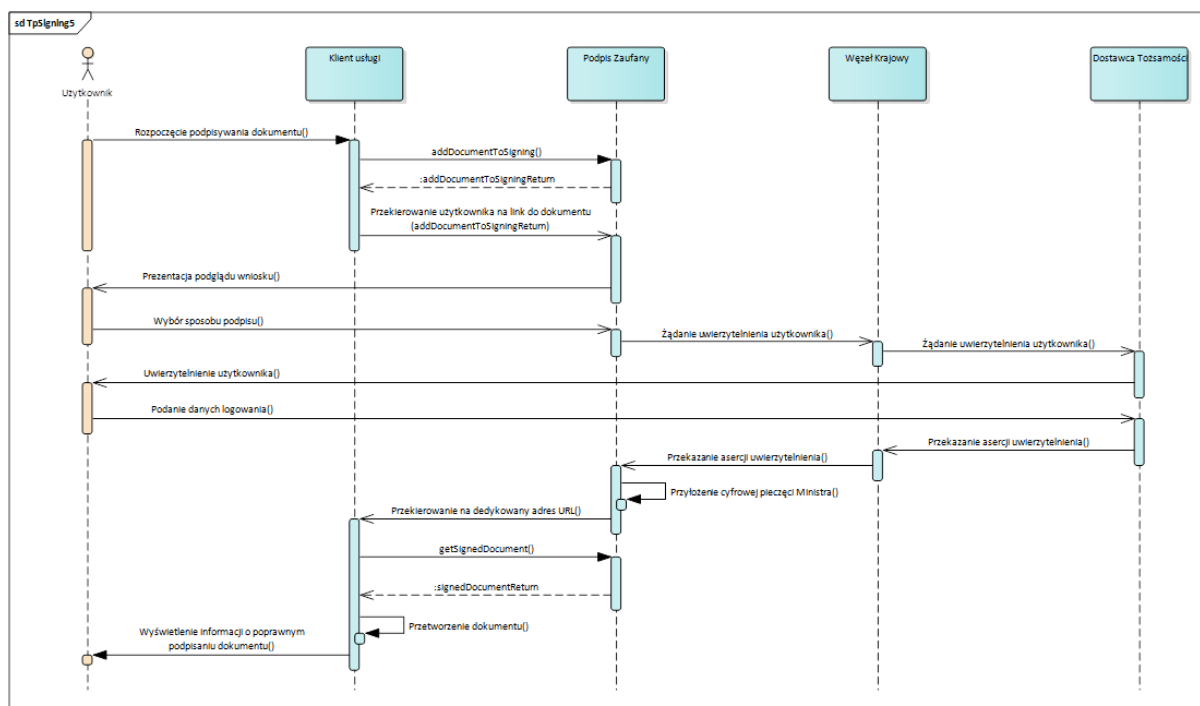 sd TpSigning5
Klient usługi
Podpis Zaufany
Węzeł Krajowy
Dostawca Tożsamości
Użytkownik
Rozpoczęcie podpisywania dokumentu()
addDocumentToSigning()
:addDocumentToSigningReturn
Przekierowanie użytkownika na link do dokumentu
(addDocumentToSigningReturn)
Prezentacja podglądu wniosku()
Wybór sposobu podpisu()
Żądanie uwierzytelnienia użytkownika()
Żądanie uwierzytelnienia użytkownika()
Uwierzytelnienie użytkownika()
Podanie danych logowania()
Przekazanie asercji uwierzytelnienia()
Przekazanie asercji uwierzytelnienia()
Przyłożenie cyfrowej pieczęci Ministra()
Przekierowanie na dedykowany adres URL()
getSignedDocument()
:signedDocumentReturn
Przetworzenie dokumentu()
Wyświetlenie informacji o poprawnym
podpisaniu dokumentu()